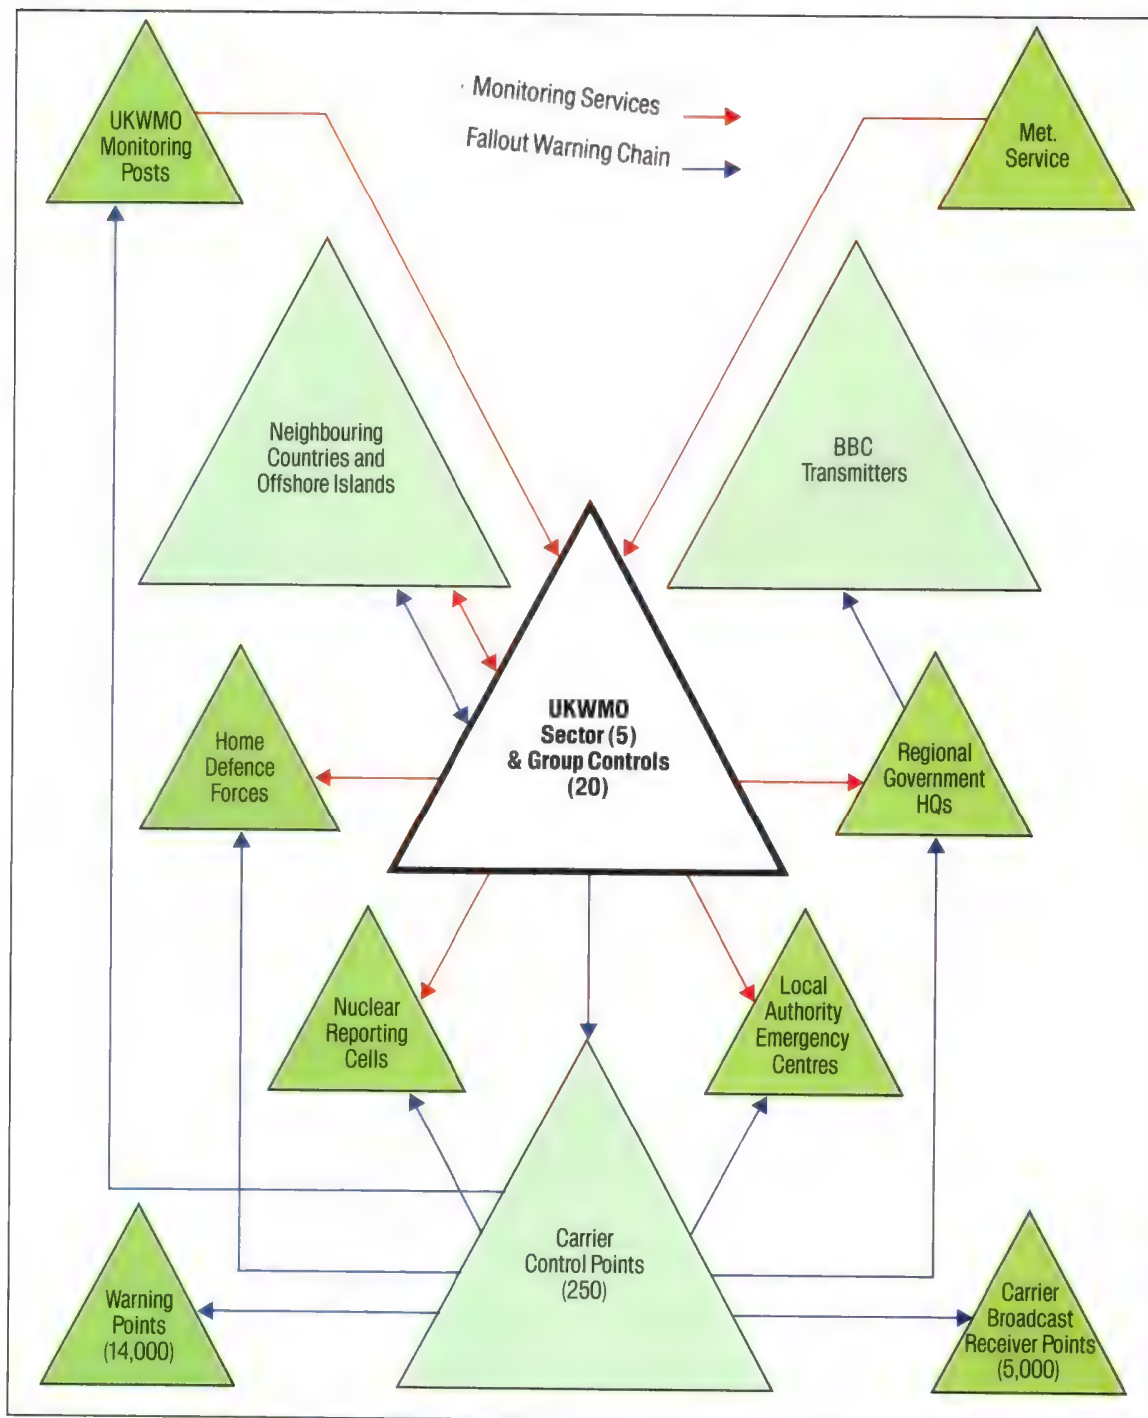 UKWMO
Monitoring
Posts
Monitoring Services
Fallout Warning Chain
Met.
Service
Neighbouring
Countries and
Offshore Islands
BBC
Transmitters
UKWMO
Sector (5)
& Group Controls
(20)
Home
Defence
Forces
Regional
Government
HQs
Nuclear
Reporting
Cells
Local
Authority
Emergency
Centres
Carrier
Control Points
(250)
Warning
Points
(14,000)
Carrier
Broadcast
Receiver Points
(5,000)